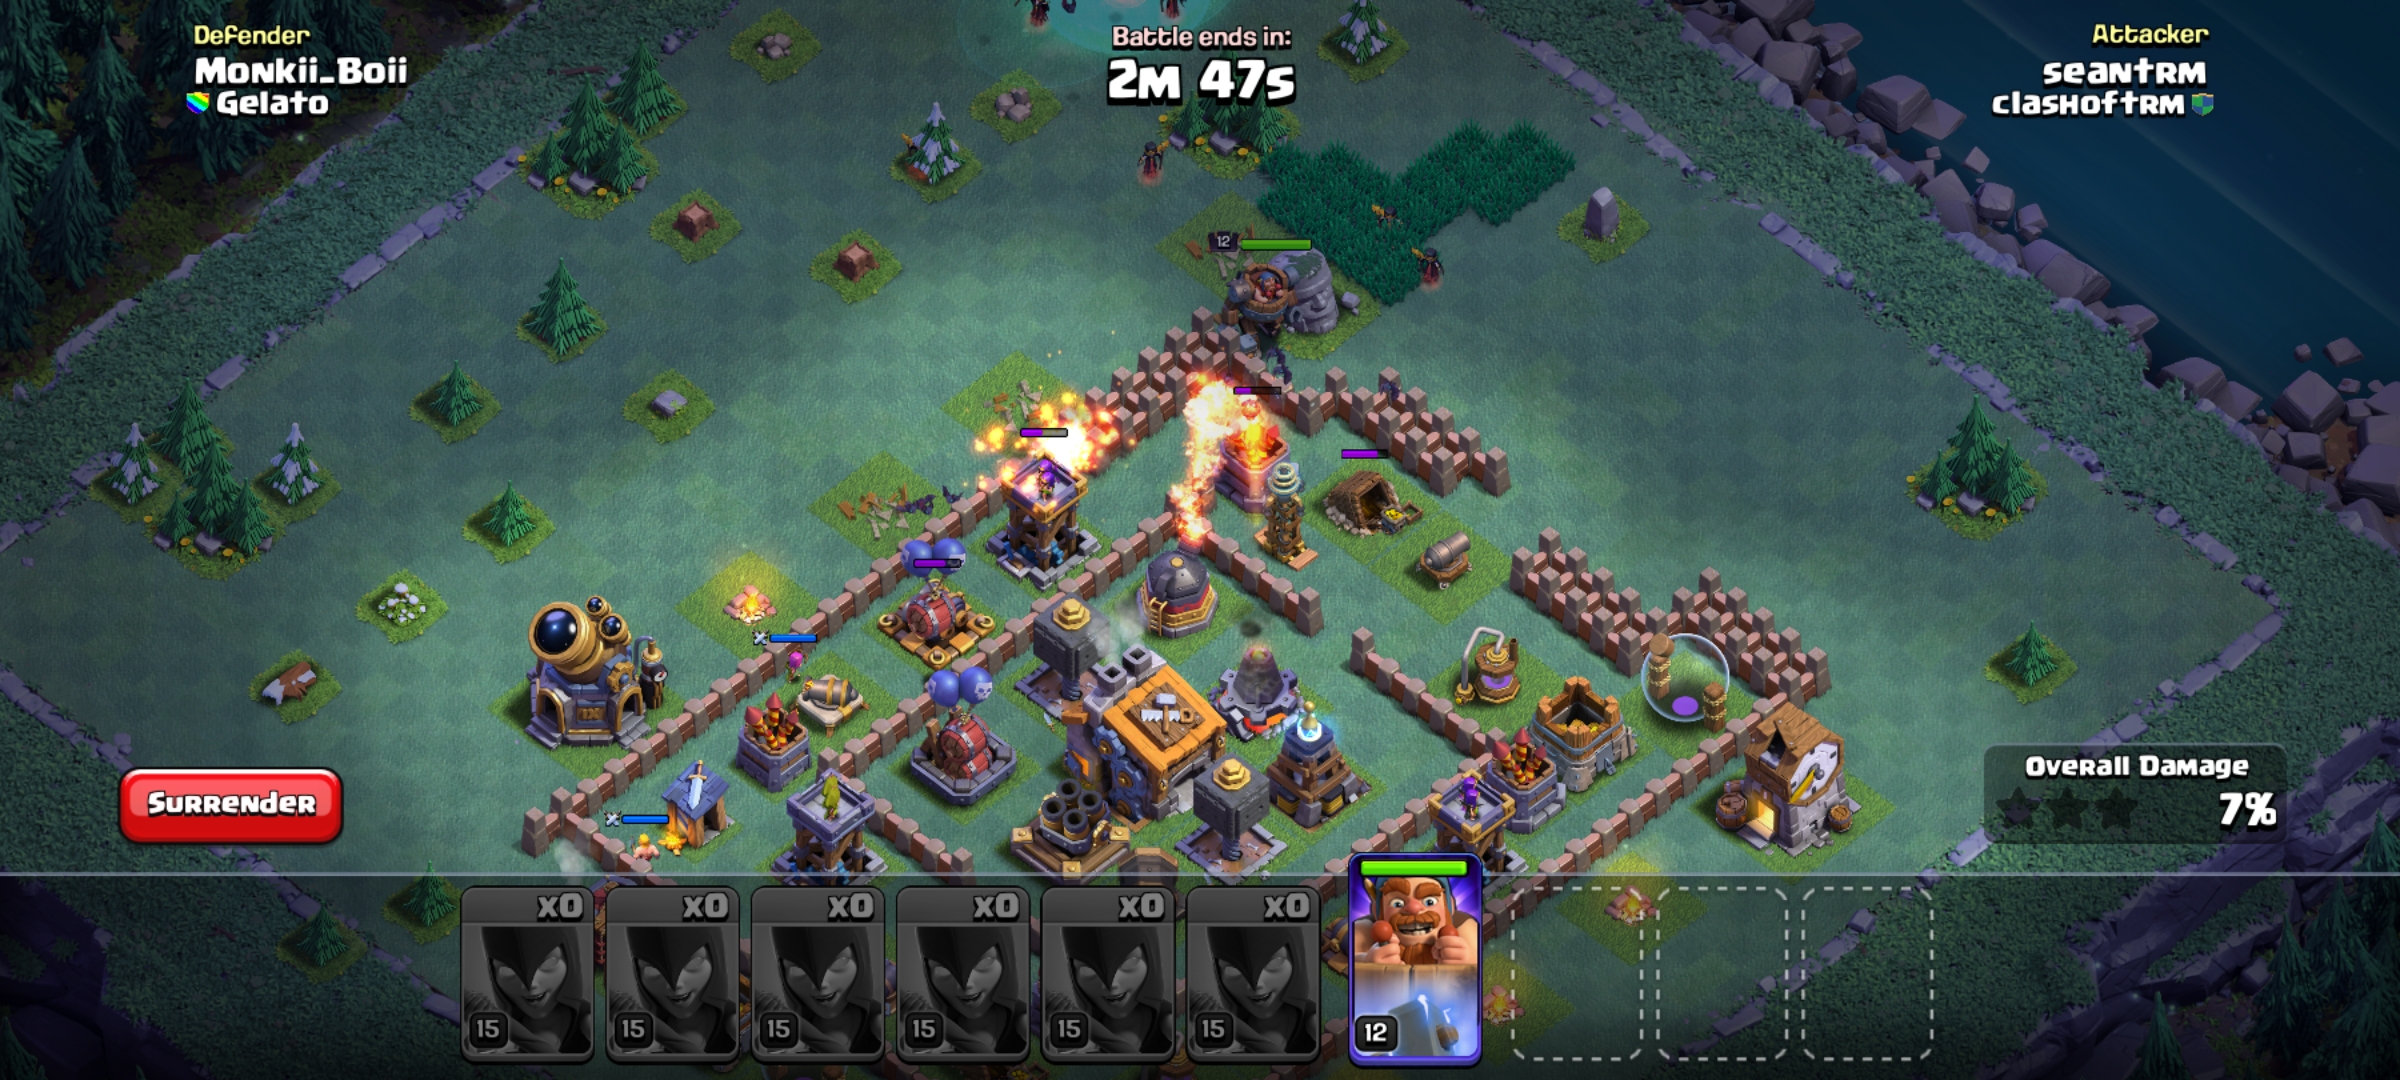 Defender
Monkii_Boii
Gelato
Battle ends in:
2M 47s
Attacker
seantRM
clashoftRM
12
Surrender
Overall Damage
7%
x0
x0
x0
x0
x0
x0
15
15
15
15
15
15
12